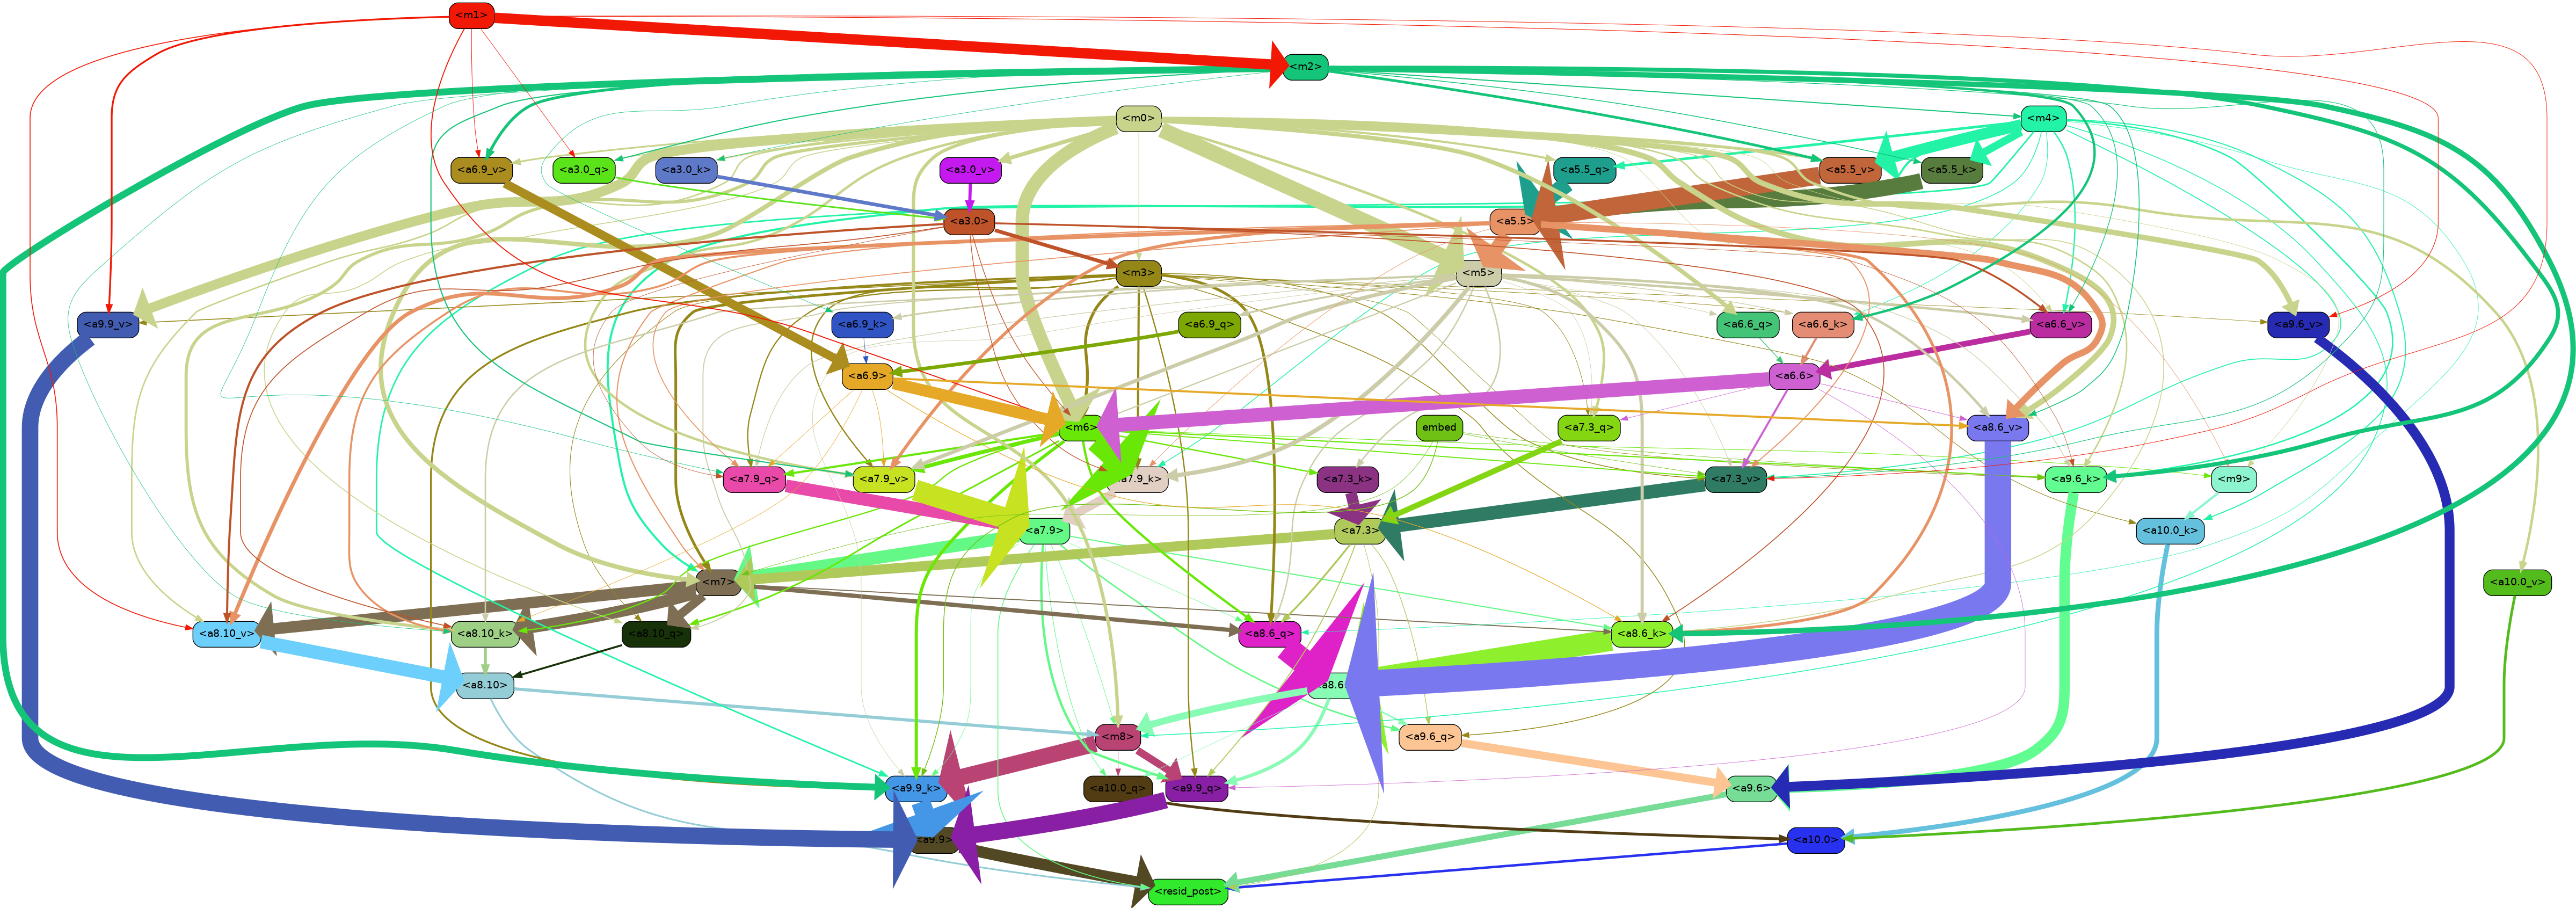 <m1>
<m2>
<m0>
<m4>
<a6.9_v>
<a3.0_q>
<a3.0_k>
<a3.0_v>
<a5.5_q>
<a5.5_v>
<a5.5_k>
<a3.0>
<a5.5>
<m3>
<m5>
<a9.9_v>
<a6.9_k>
<a6.9_q>
<a6.6_q>
<a6.6_k>
<a6.6_v>
<a9.6_v>
<a6.9>
<a6.6>
<m6>
embed
<a7.3_q>
<a8.6_v>
<a7.9_q>
<a7.9_v>
<a7.9_k>
<a7.3_k>
<a7.3_v>
<a9.6_k>
<m9>
<a7.9>
<a7.3>
<a10.0_k>
<m7>
<a10.0_v>
<a8.10_v>
<a8.10_k>
<a8.10_q>
<a8.6_q>
<a8.6_k>
<a8.10>
<a8.6
<m8>
<a9.6_q>
<a9.9_k>
<a10.0_q>
<a9.9_q>
<a9.6>
<a9.9>
<a10.0>
<resid_post>